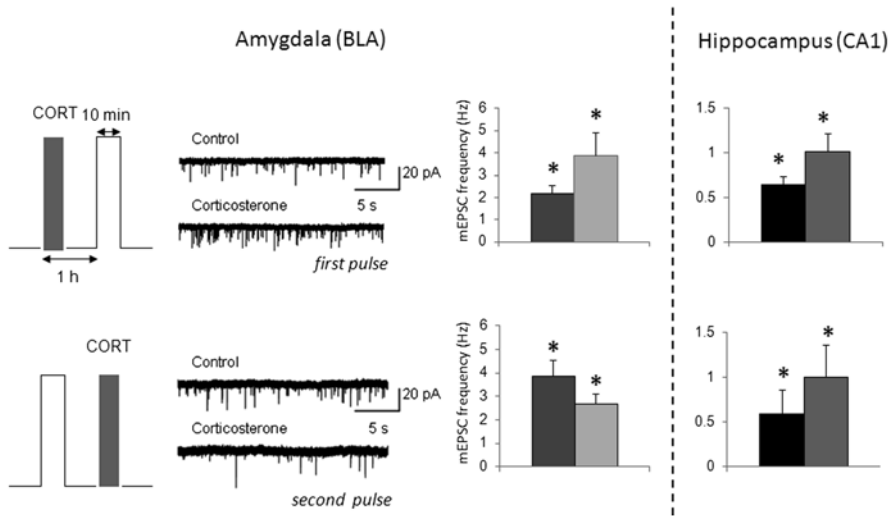 Amygdala (BLA)
Hippocampus (CA1)
CORT 10 min
1 h
Control
Corticosterone
20 pA
5 s
first pulse
mEPSC frequency (Hz)
6
5
4
3
2
1
0
*
*
1.5
1
0.5
0
*
*
CORT
Control
Corticosterone
20 pA
5 s
second pulse
mEPSC frequency (Hz)
6
5
4
3
2
1
0
*
*
1.5
1
0.5
0
*
*